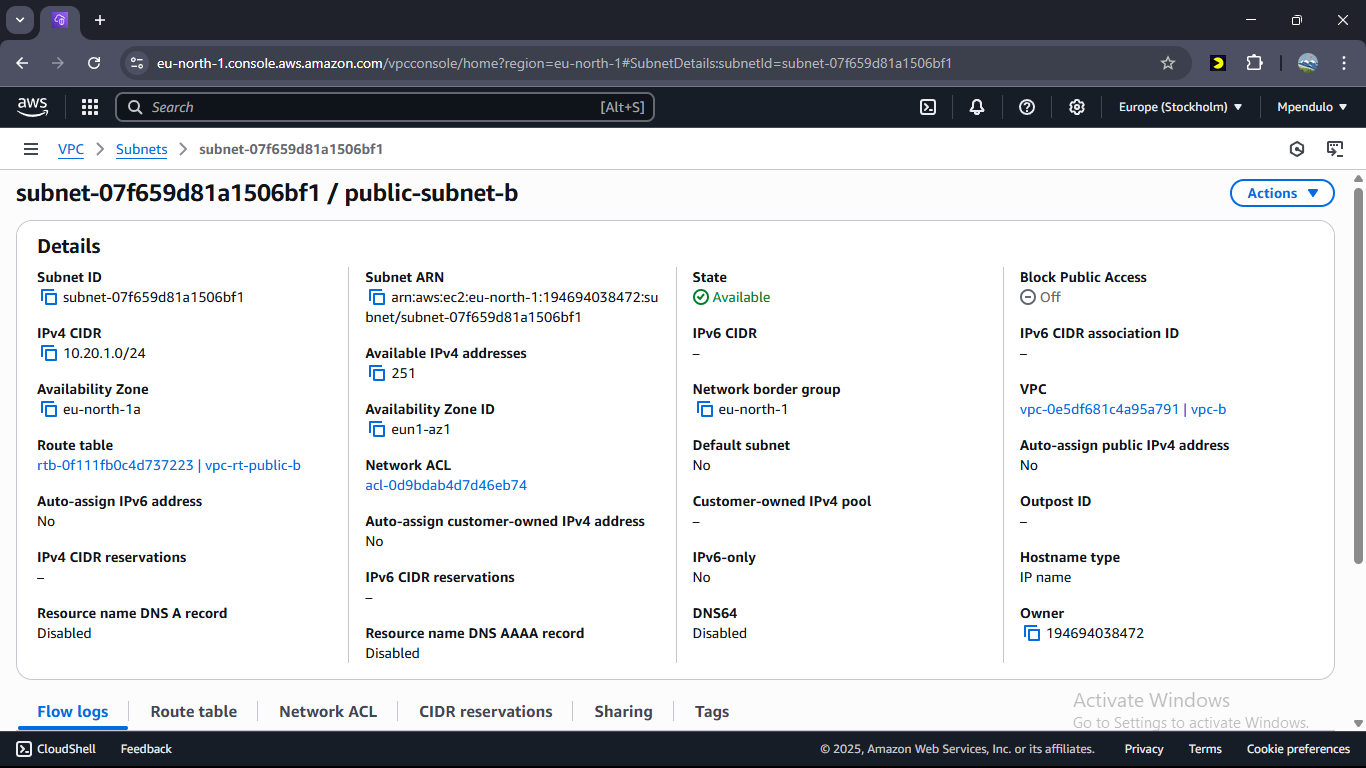 eu-north-1.console.aws.amazon.com/vpcconsole/home?region=eu-north-1#SubnetDetails:subnetId=subnet-07f659d81a1506bf1
aws
Search
[Alt+S]
Europe (Stockholm)
Mpendulo
VPC
Subnets
subnet-07f659d81a1506bf1
subnet-07f659d81a1506bf1 / public-subnet-b
Actions
Details
Subnet ID
subnet-07f659d81a1506bf1
IPv4 CIDR
10.20.1.0/24
Availability Zone
eu-north-1a
Route table
rtb-0f111fb0c4d737223 | vpc-rt-public-b
Auto-assign IPv6 address
No
IPv4 CIDR reservations
–
Resource name DNS A record
Disabled
Subnet ARN
arn:aws:ec2:eu-north-1:194694038472:su
bnet/subnet-07f659d81a1506bf1
Available IPv4 addresses
251
Availability Zone ID
eun1-az1
Network ACL
acl-0d9bdab4d7d46eb74
Auto-assign customer-owned IPv4 address
No
IPv6 CIDR reservations
–
Resource name DNS AAAA record
Disabled
State
Available
IPv6 CIDR
–
Network border group
eu-north-1
Default subnet
No
Customer-owned IPv4 pool
–
IPv6-only
No
DNS64
Disabled
Block Public Access
Off
IPv6 CIDR association ID
–
VPC
vpc-0e5df681c4a95a791 | vpc-b
Auto-assign public IPv4 address
No
Outpost ID
–
Hostname type
IP name
Owner
194694038472
Flow logs
Route table
Network ACL
CIDR reservations
Sharing
Tags
Activate Windows
Go to Settings to activate Windows.
CloudShell
Feedback
© 2025, Amazon Web Services, Inc. or its affiliates.
Privacy
Terms
Cookie preferences